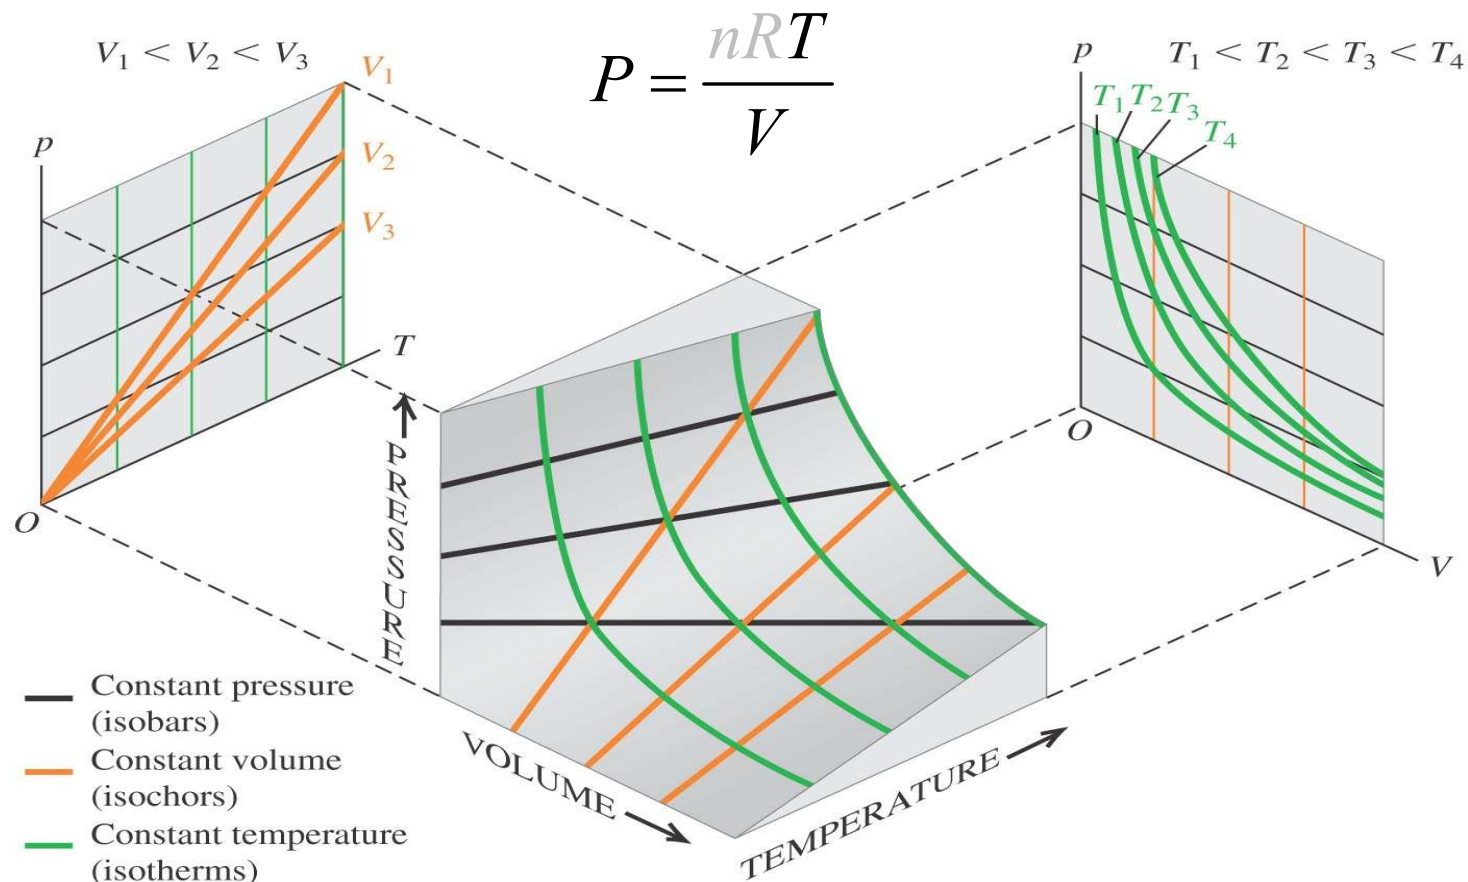 V₁ < V₂ < V₃
P = nRT / V
T₁ < T₂ < T₃ < T₄
p
V₁
V₂
V₃
T
O
p
T₁ T₂ T₃
T₄
O
V
PRESSURE
VOLUME
TEMPERATURE
Constant pressure
(isobars)
Constant volume
(isochors)
Constant temperature
(isotherms)